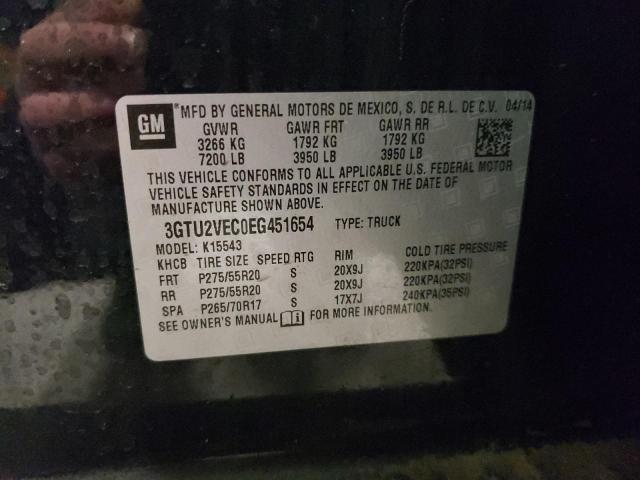 GM
*MFD BY GENERAL MOTORS DE MEXICO, S. DE R.L. DE C.V. 04/14
GVWR GAWR FRT GAWR RR
3266 KG 1792 KG 1792 KG
7200 LB 3950 LB 3950 LB
THIS VEHICLE CONFORMS TO ALL APPLICABLE U.S. FEDERAL MOTOR
VEHICLE SAFETY STANDARDS IN EFFECT ON THE DATE OF
MANUFACTURE SHOWN ABOVE.
3GTU2VEC0EG451654 TYPE: TRUCK
MODEL: K15543
KHCB TIRE SIZE SPEED RTG RIM COLD TIRE PRESSURE
FRT P275/55R20 S 20X9J 220KPA(32PSI)
RR P275/55R20 S 20X9J 220KPA(32PSI)
SPA P265/70R17 S 17X7J 240KPA(35PSI)
SEE OWNER'S MANUAL FOR MORE INFORMATION.